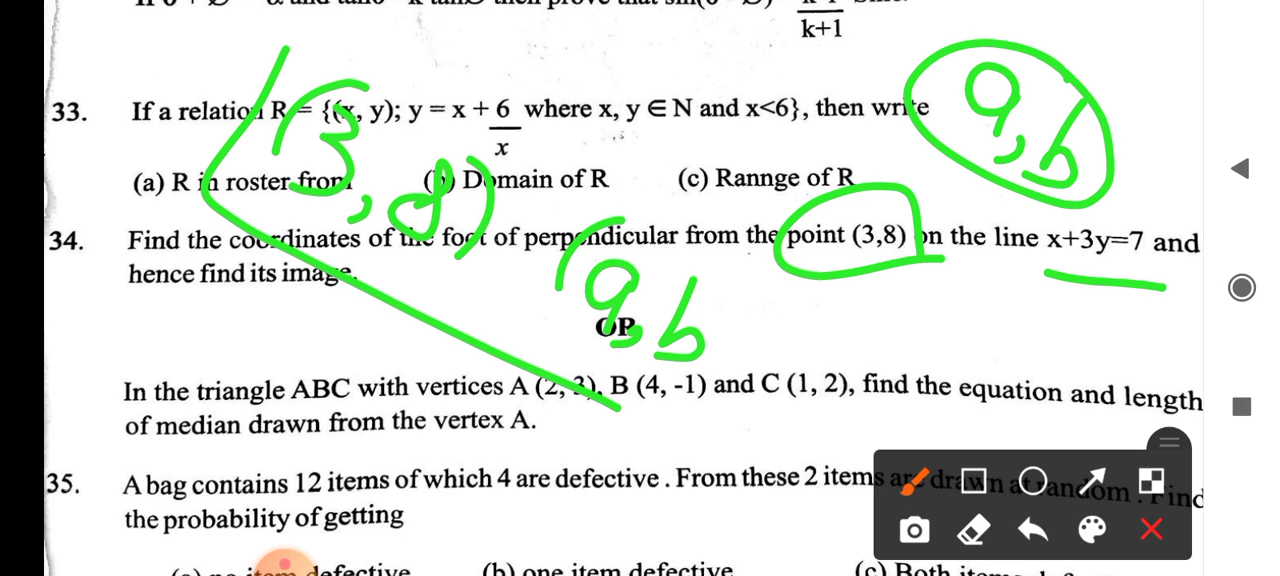 k+1
33. If a relation R = {(x, y); y = x + 6/x where x, y ∈ N and x<6}, then write
(a) R in roster from (b) Domain of R (c) Rannge of R
(3, 8)
a, b
34. Find the coordinates of the foot of perpendicular from the point (3,8) on the line x+3y=7 and
hence find its image.
(a, b
OR
In the triangle ABC with vertices A (2, 3), B (4, -1) and C (1, 2), find the equation and length
of median drawn from the vertex A.
35. A bag contains 12 items of which 4 are defective . From these 2 items are drawn at random . Find
the probability of getting
(a) no item defective (b) one item defective (c) Both